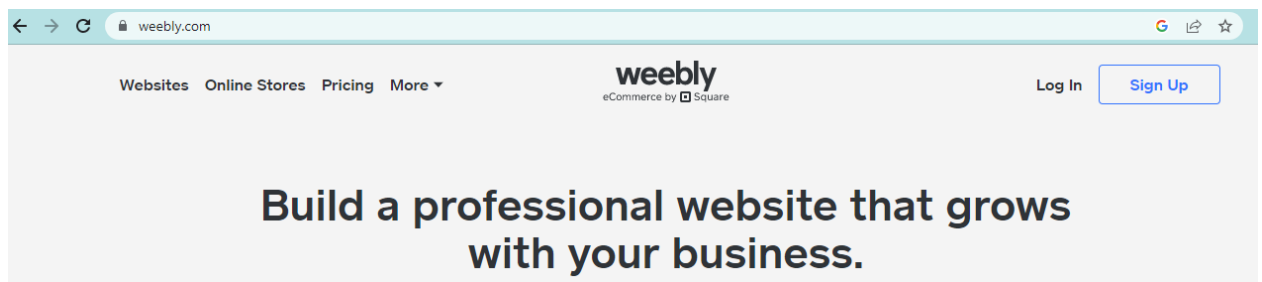 weebly.com
Websites Online Stores Pricing More
weebly
eCommerce by Square
Log In Sign Up
Build a professional website that grows
with your business.